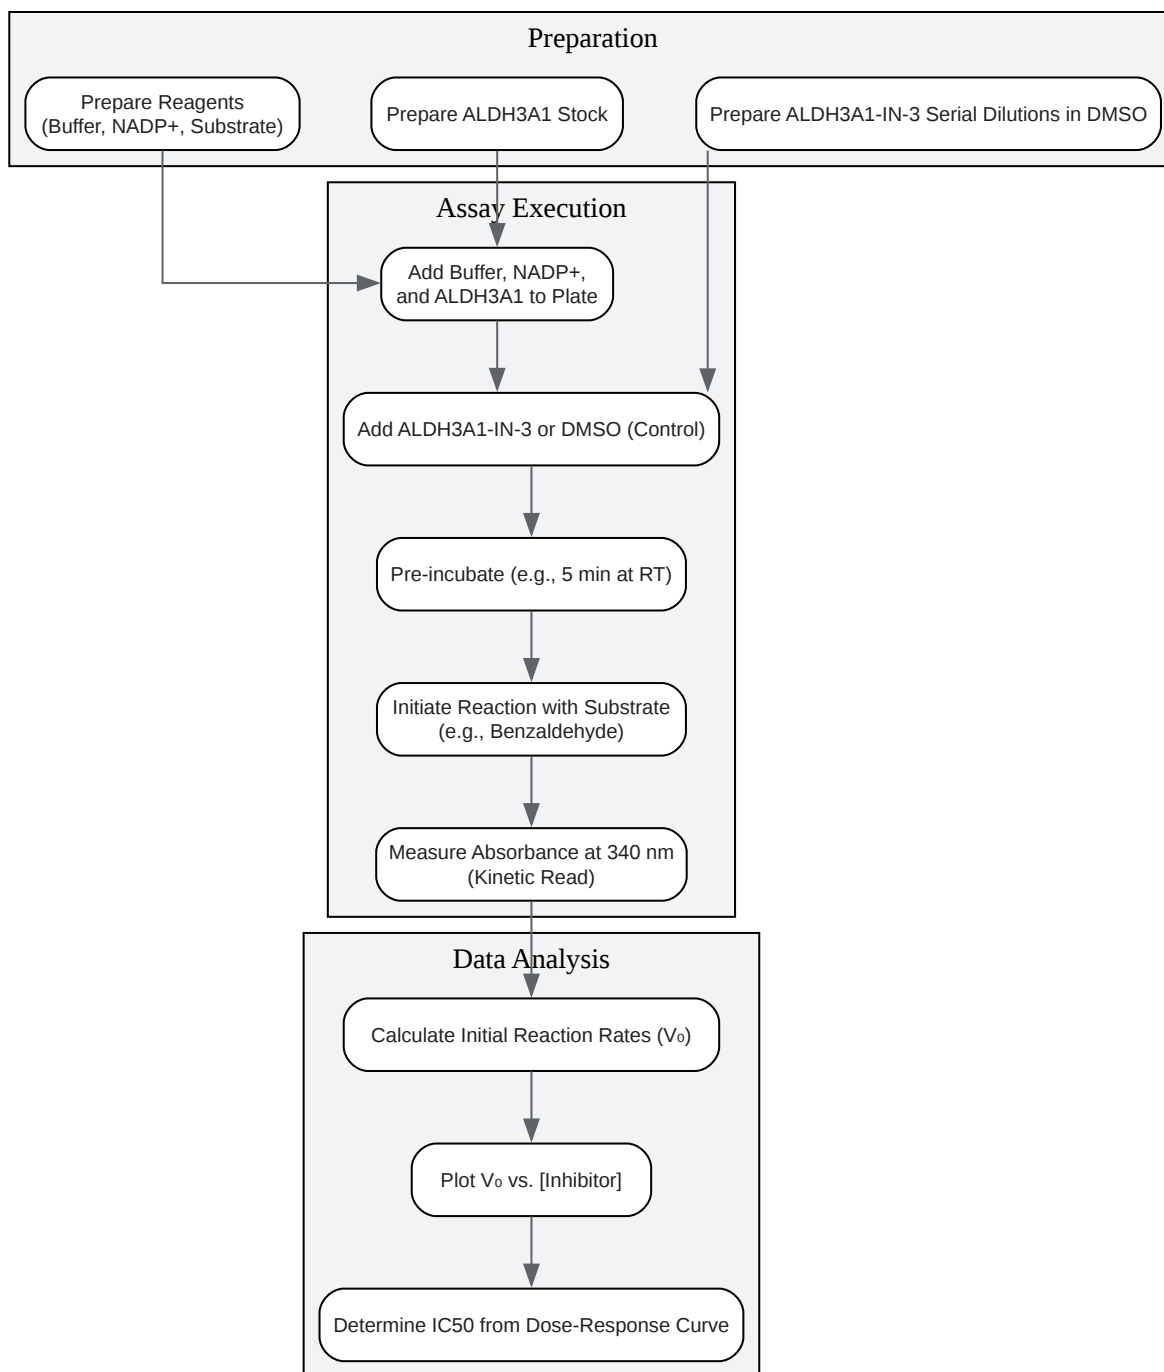 Preparation
Prepare Reagents
(Buffer, NADP+, Substrate)
Prepare ALDH3A1 Stock
Prepare ALDH3A1-IN-3 Serial Dilutions in DMSO
Assay Execution
Add Buffer, NADP+,
and ALDH3A1 to Plate
Add ALDH3A1-IN-3 or DMSO (Control)
Pre-incubate (e.g., 5 min at RT)
Initiate Reaction with Substrate
(e.g., Benzaldehyde)
Measure Absorbance at 340 nm
(Kinetic Read)
Data Analysis
Calculate Initial Reaction Rates (V₀)
Plot V₀ vs. [Inhibitor]
Determine IC50 from Dose-Response Curve